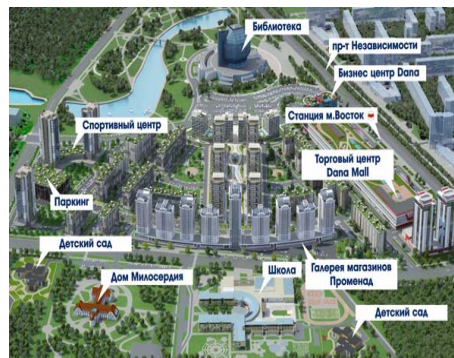 Библиотека
пр-т Независимости
Бизнес центр Dana
Станция м.Восток
Спортивный центр
Торговый центр
Dana Mall
Паркинг
Детский сад
Дом Милосердия
Школа
Галерея магазинов
Променад
Детский сад